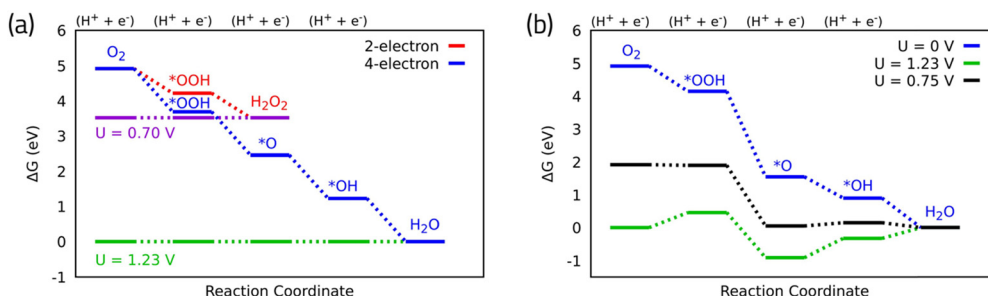 (a)
(H⁺ + e⁻) (H⁺ + e⁻) (H⁺ + e⁻) (H⁺ + e⁻)
6
5
4
3
2
1
0
-1
ΔG (eV)
O₂
2-electron
4-electron
*OOH
*OOH
H₂O₂
U = 0.70 V
*O
*OH
H₂O
U = 1.23 V
Reaction Coordinate
(b)
(H⁺ + e⁻) (H⁺ + e⁻) (H⁺ + e⁻) (H⁺ + e⁻)
6
5
4
3
2
1
0
-1
ΔG (eV)
O₂
U = 0 V
U = 1.23 V
U = 0.75 V
*OOH
*O
*OH
H₂O
Reaction Coordinate